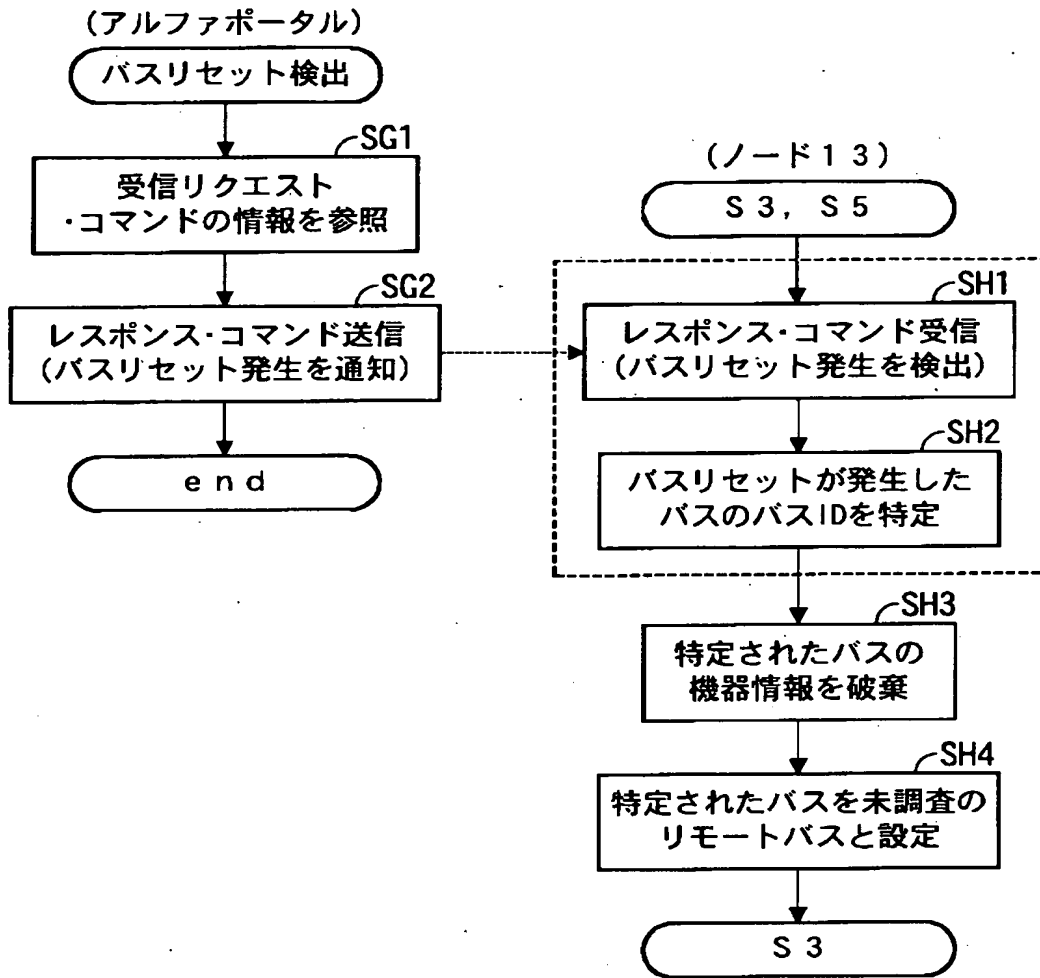 (アルファポータル)
バスリセット検出
SG1
受信リクエスト
・コマンドの情報を参照
SG2
レスポンス・コマンド送信
(バスリセット発生を通知)
end
(ノード13)
S3, S5
SH1
レスポンス・コマンド受信
(バスリセット発生を検出)
SH2
バスリセットが発生した
バスのバスIDを特定
SH3
特定されたバスの
機器情報を破棄
SH4
特定されたバスを未調査の
リモートバスと設定
S3